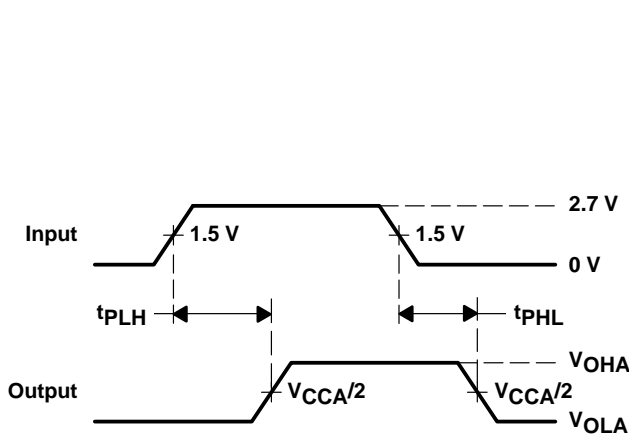 2.7 V
Input
1.5 V
1.5 V
0 V
tPLH
tPHL
VOHA
Output
VCCA/2
VCCA/2
VOLA